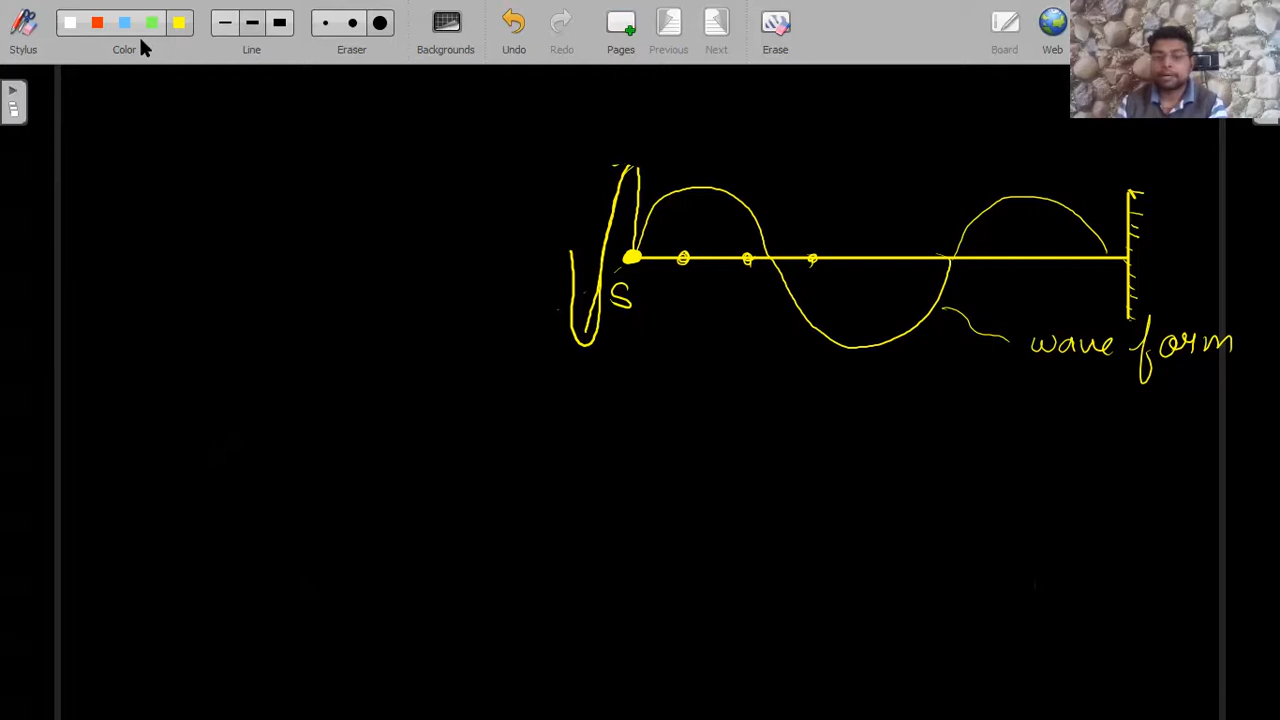 Stylus
Color
Line
Eraser
Backgrounds
Undo
Redo
Pages
Previous
Next
Erase
Board
Web
S
wave form